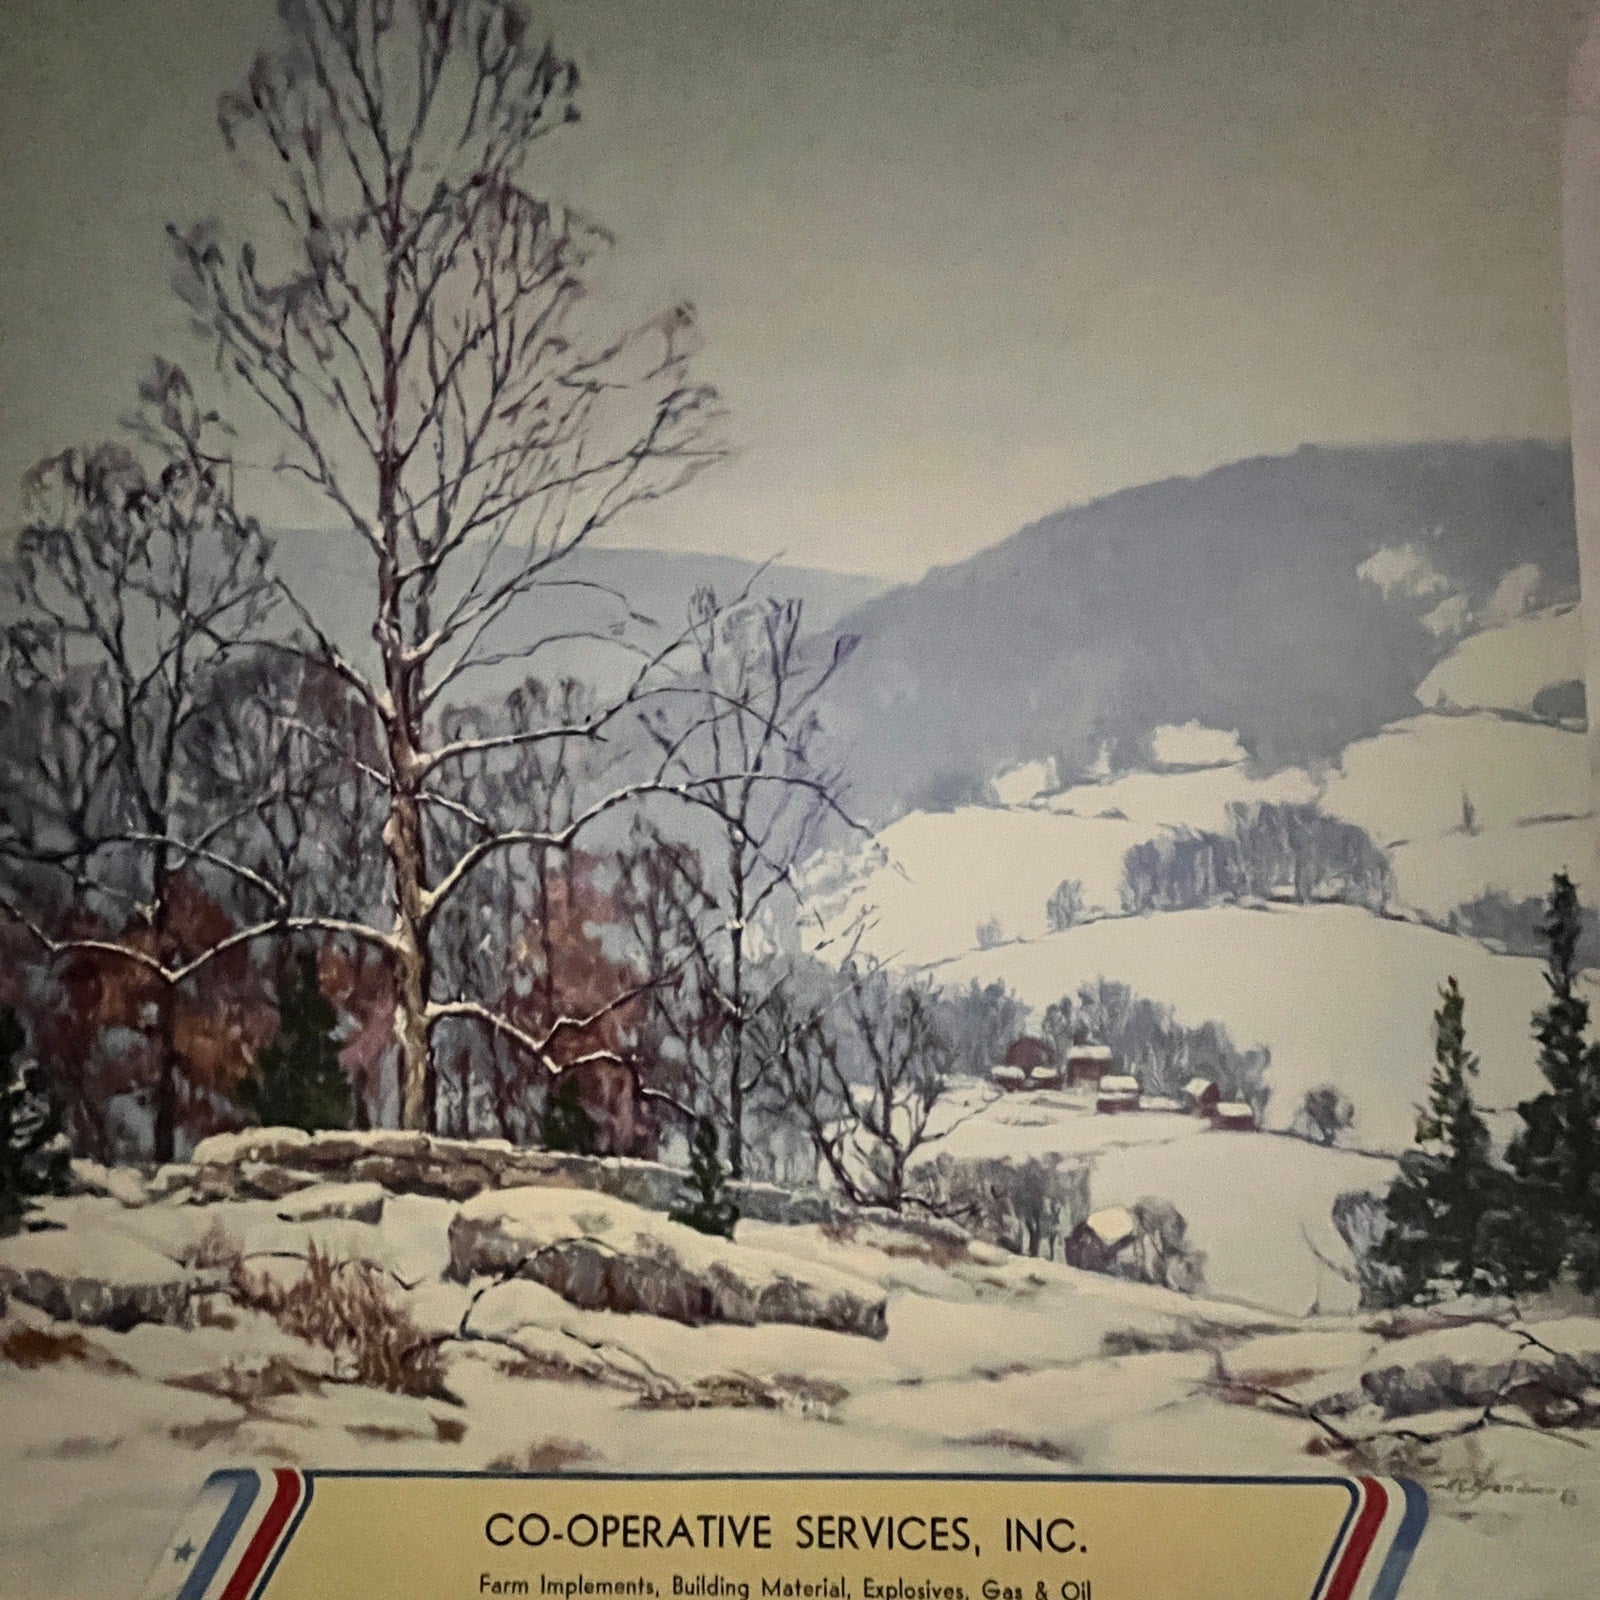 CO-OPERATIVE SERVICES, INC.
Farm Implements, Building Material, Explosives, Gas & Oil